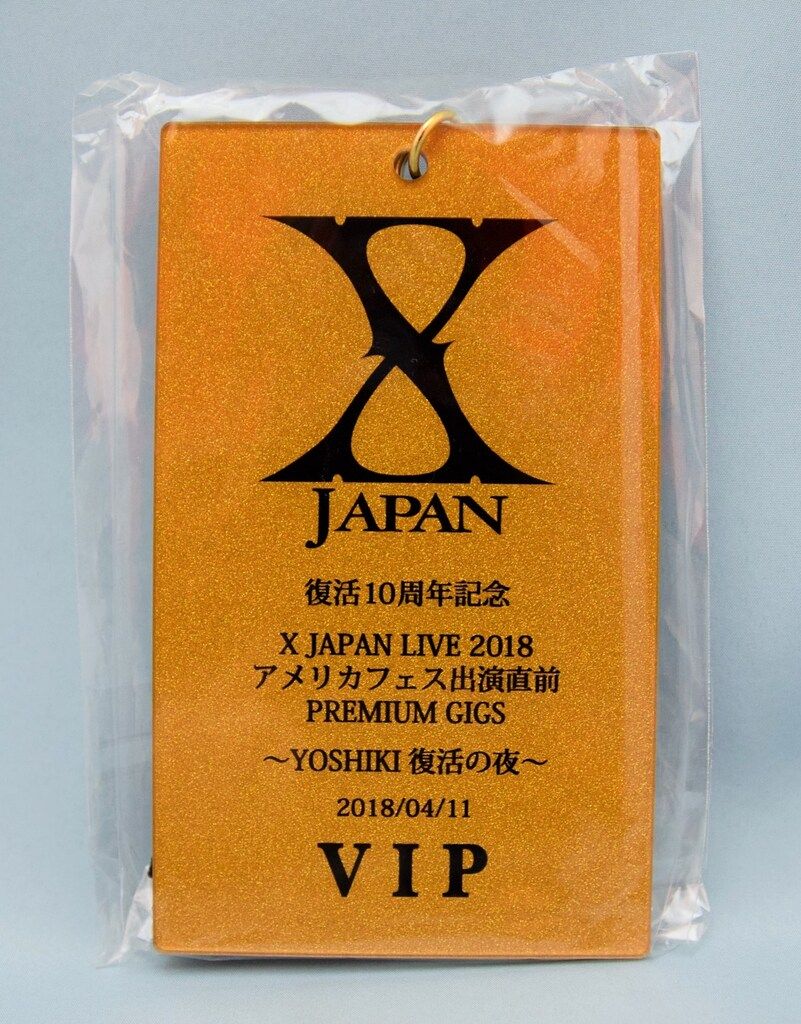 X
JAPAN
復活10周年記念
X JAPAN LIVE 2018
アメリカフェス出演直前
PREMIUM GIGS
～YOSHIKI 復活の夜～
2018/04/11
VIP